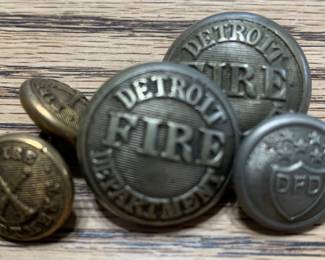 DETROIT
FIRE
DETROIT
FIRE
DEPARTMENT
DFD